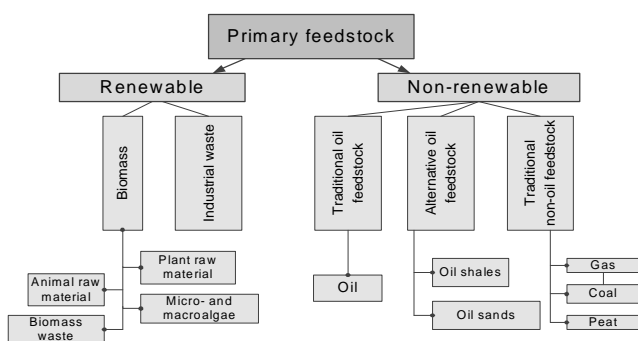 Primary feedstock
Renewable
Non-renewable
Biomass
Industrial waste
Traditional oil
feedstock
Alternative oil
feedstock
Traditional
non-oil feedstock
Plant raw
material
Animal raw
material
Micro- and
macroalgae
Biomass
waste
Oil
Oil shales
Oil sands
Gas
Coal
Peat